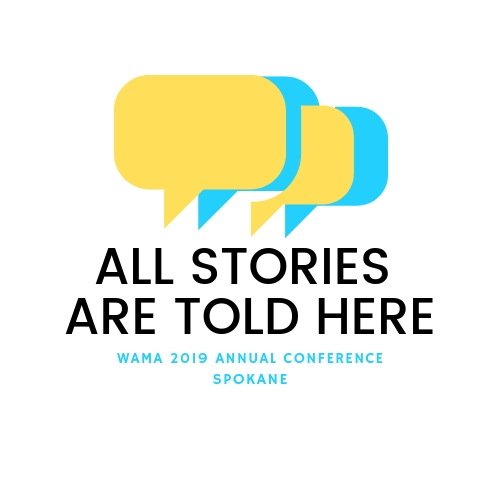 ALL STORIES
ARE TOLD HERE
WAMA 2019 ANNUAL CONFERENCE
SPOKANE